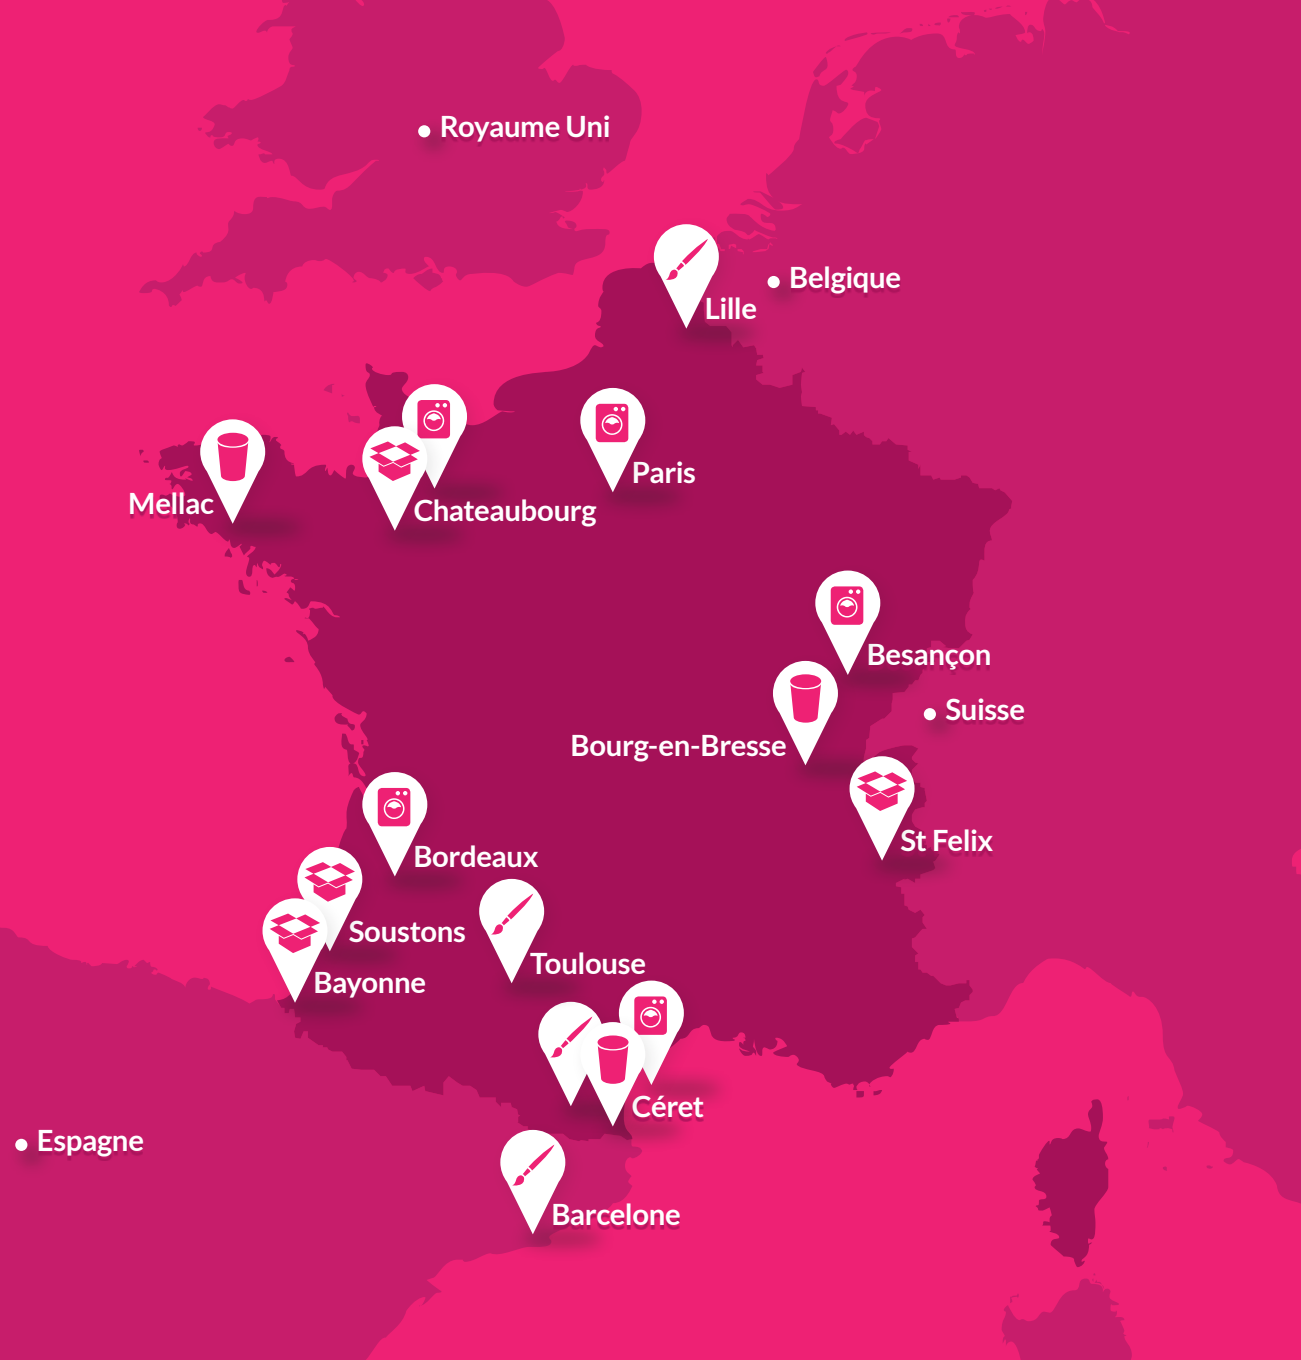 Royaume Uni
Belgique
Lille
Paris
Mellac
Chateaubourg
Besançon
Suisse
Bourg-en-Bresse
St Felix
Bordeaux
Soustons
Toulouse
Bayonne
Céret
Espagne
Barcelone